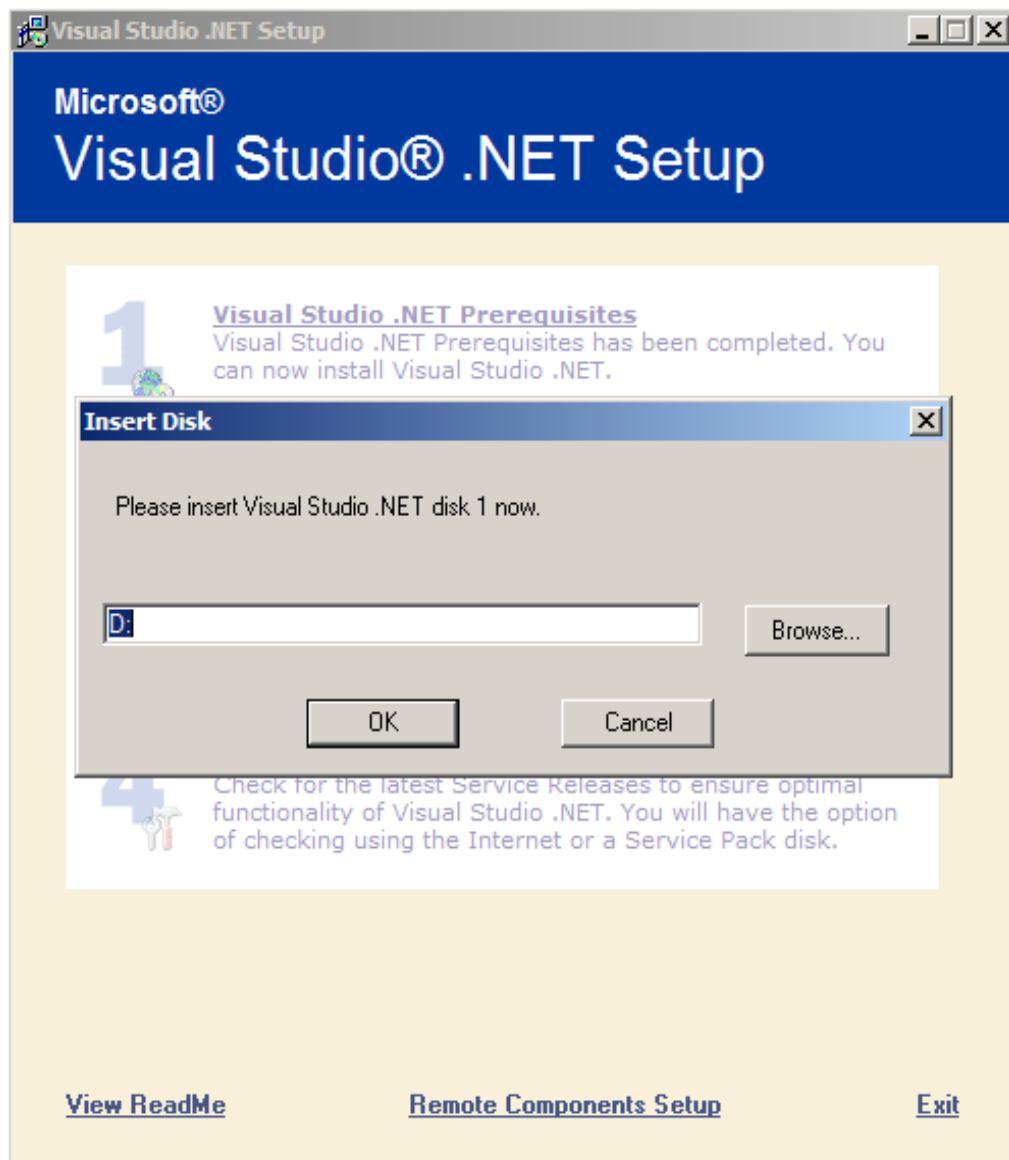 Visual Studio .NET Setup
Microsoft®
Visual Studio® .NET Setup
1
Visual Studio .NET Prerequisites
Visual Studio .NET Prerequisites has been completed. You
can now install Visual Studio .NET.
Insert Disk
Please insert Visual Studio .NET disk 1 now.
D:
Browse...
OK
Cancel
4
Check for the latest Service Releases to ensure optimal
functionality of Visual Studio .NET. You will have the option
of checking using the Internet or a Service Pack disk.
View ReadMe
Remote Components Setup
Exit